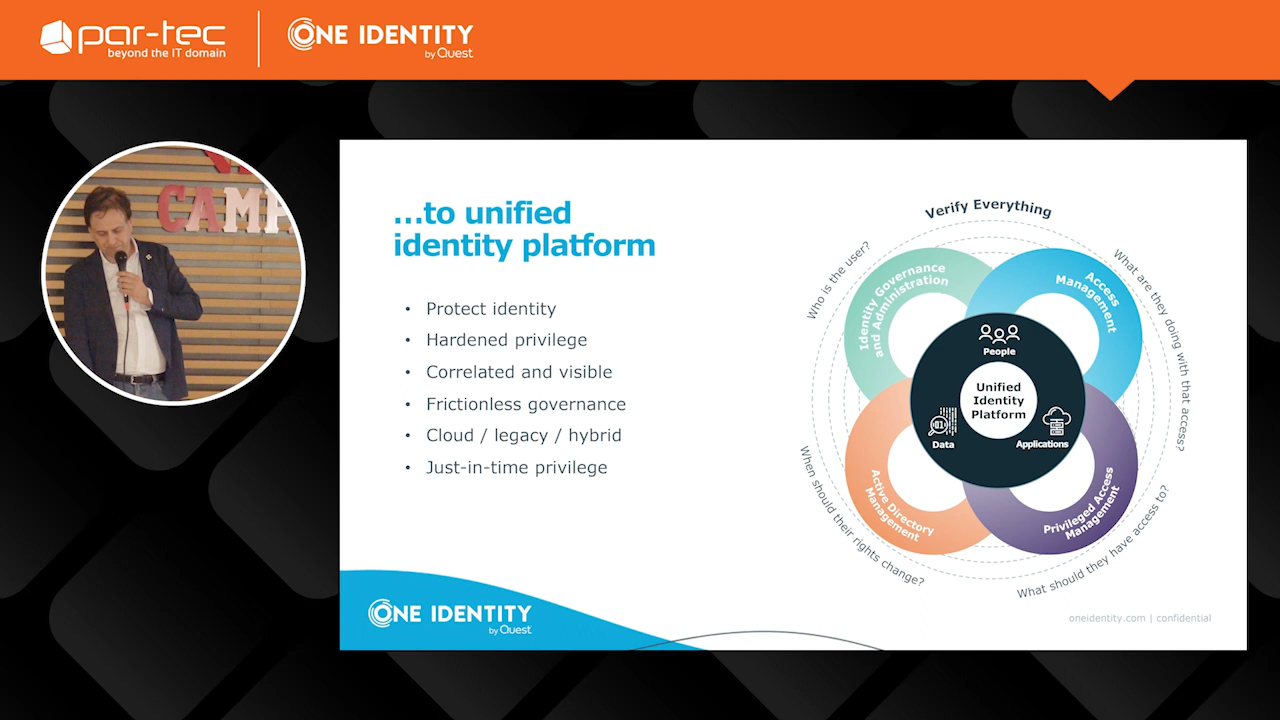 par-tec
beyond the IT domain
ONE IDENTITY
by Quest
CAMP
...to unified
identity platform
• Protect identity
• Hardened privilege
• Correlated and visible
• Frictionless governance
• Cloud / legacy / hybrid
• Just-in-time privilege
Verify Everything
Who is the user?
What are they doing with that access?
Identity Governance
and Administration
Access
Management
People
Unified
Identity
Platform
Data
Applications
Active Directory
Management
Privileged Access
Management
When should their rights change?
What should they have access to?
ONE IDENTITY
by Quest
oneidentity.com | confidential